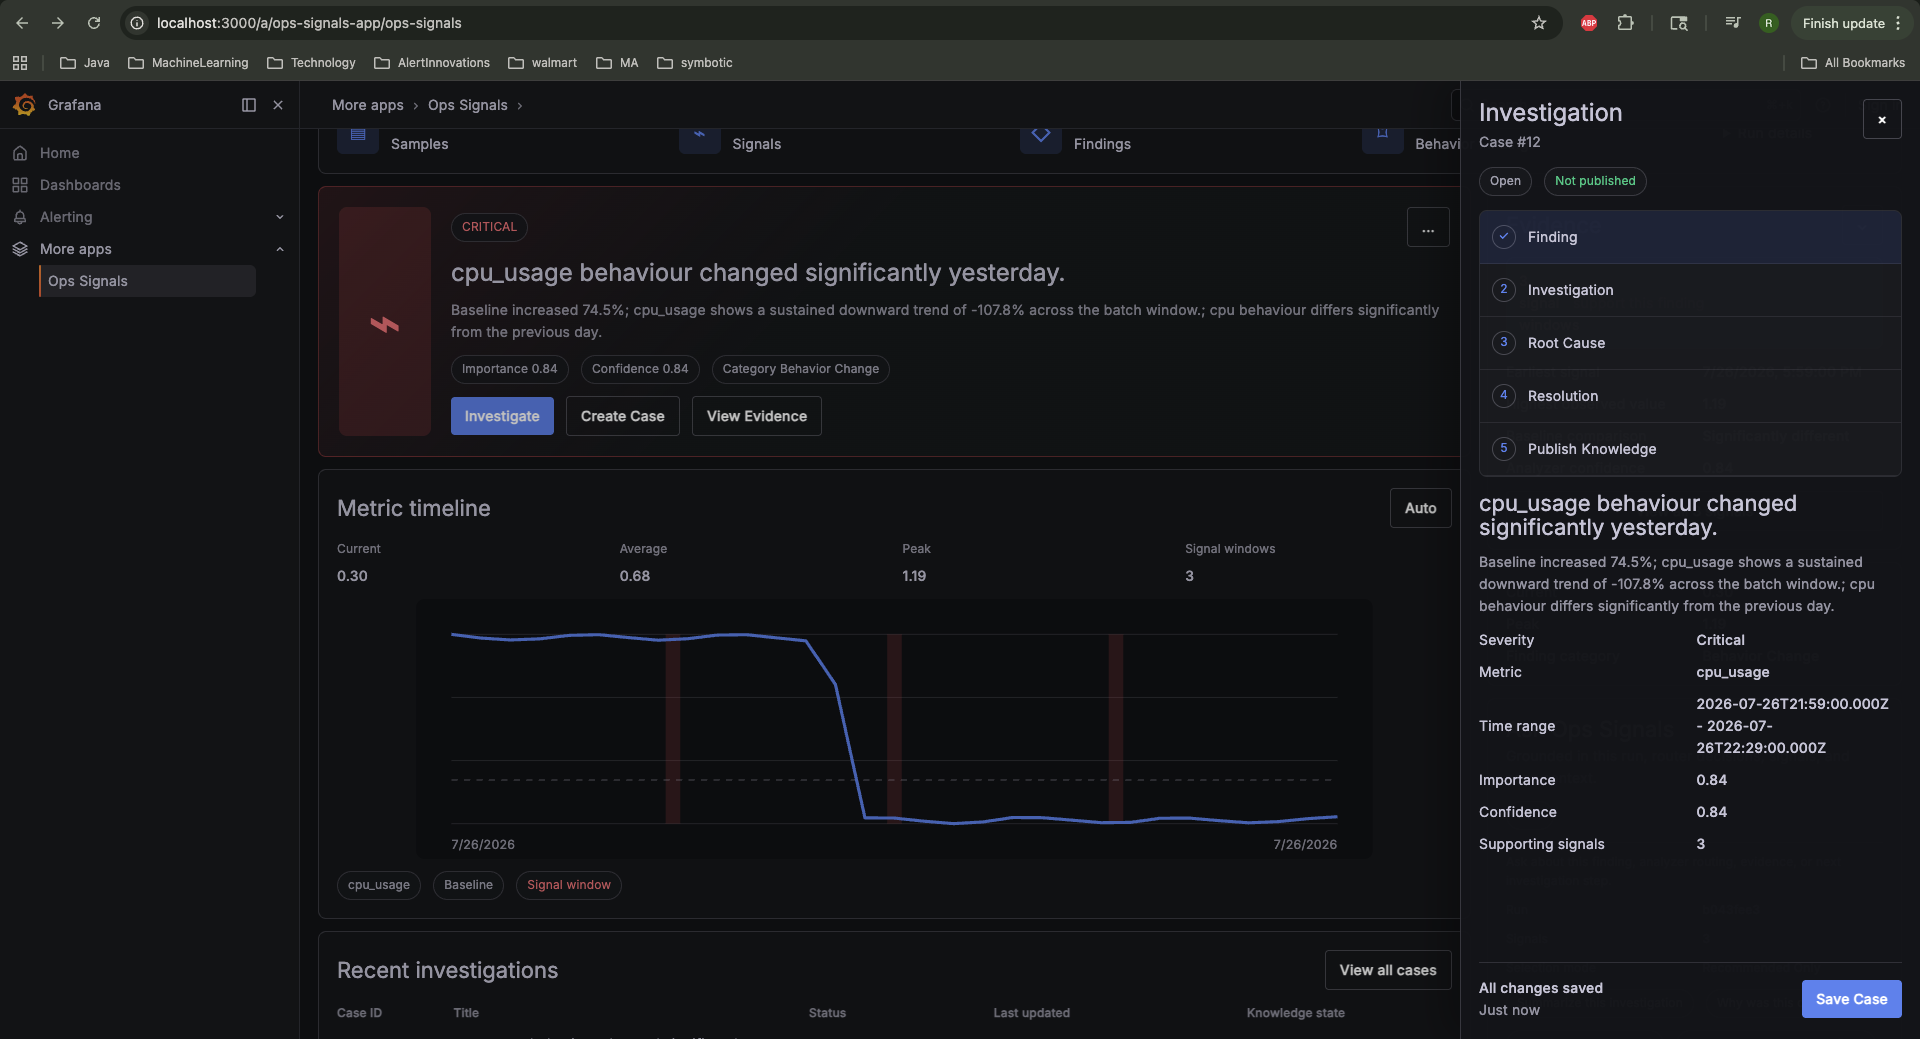 localhost:3000/a/ops-signals-app/ops-signals
ABP
R
Finish update
Java
MachineLearning
Technology
AlertInnovations
walmart
MA
symbotic
All Bookmarks
Grafana
Home
Dashboards
Alerting
More apps
Ops Signals
More apps › Ops Signals ›
Samples
Signals
Findings
Behavi
CRITICAL
...
cpu_usage behaviour changed significantly yesterday.
Baseline increased 74.5%; cpu_usage shows a sustained downward trend of -107.8% across the batch window.; cpu behaviour differs significantly
from the previous day.
Importance 0.84
Confidence 0.84
Category Behavior Change
Investigate
Create Case
View Evidence
Metric timeline
Auto
Current
Average
Peak
Signal windows
0.30
0.68
1.19
3
7/26/2026
7/26/2026
cpu_usage
Baseline
Signal window
Recent investigations
View all cases
Case ID
Title
Status
Last updated
Knowledge state
Investigation
×
Case #12
Open
Not published
Finding
2 Investigation
3 Root Cause
4 Resolution
5 Publish Knowledge
cpu_usage behaviour changed
significantly yesterday.
Baseline increased 74.5%; cpu_usage shows a sustained
downward trend of -107.8% across the batch window.; cpu
behaviour differs significantly from the previous day.
Severity Critical
Metric cpu_usage
Time range
2026-07-26T21:59:00.000Z
- 2026-07-
26T22:29:00.000Z
Importance 0.84
Confidence 0.84
Supporting signals 3
All changes saved
Just now
Save Case